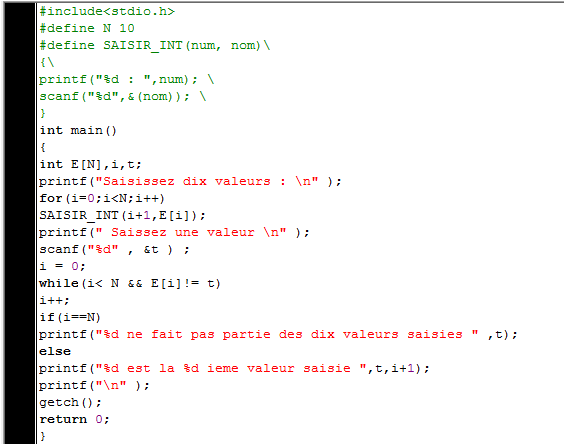 #include<stdio.h>
#define N 10
#define SAISIR_INT(num, nom)\
{\
printf("%d : ",num); \
scanf("%d",&(nom)); \
}
int main()
{
int E[N],i,t;
printf("Saisissez dix valeurs : \n" );
for(i=0;i<N;i++)
SAISIR_INT(i+1,E[i]);
printf(" Saissez une valeur \n" );
scanf("%d" , &t ) ;
i = 0;
while(i< N && E[i]!= t)
i++;
if(i==N)
printf("%d ne fait pas partie des dix valeurs saisies " ,t);
else
printf("%d est la %d ieme valeur saisie ",t,i+1);
printf("\n" );
getch();
return 0;
}